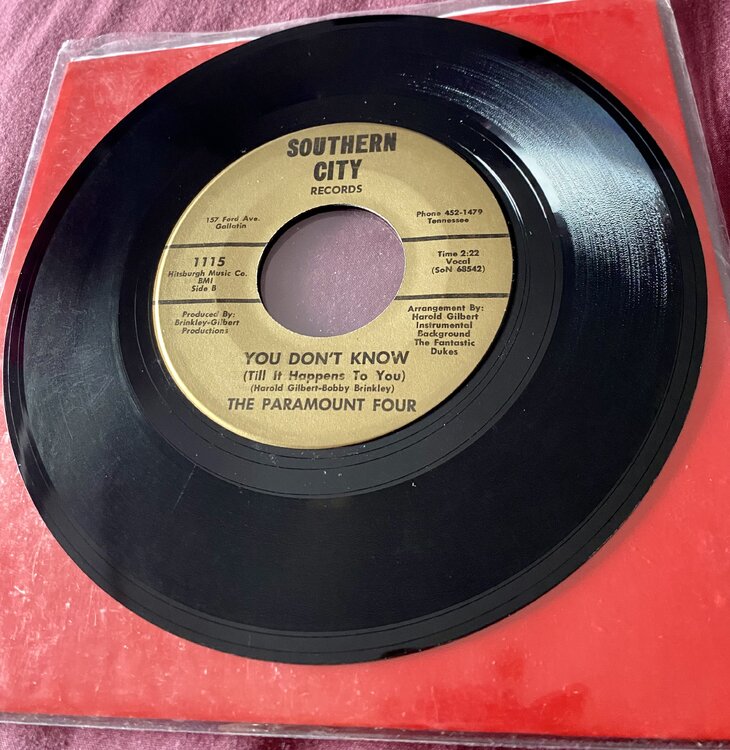 SOUTHERN
CITY
RECORDS
157 Ford Ave.
Gallatin
Phone 452-1479
Tennessee
1115
Hitsburgh Music Co.
BMI
Side B
Time 2:22
Vocal
(SoN 68542)
Produced By:
Brinkley-Gilbert
Productions
Arrangement By:
Harold Gilbert
Instrumental
Background
The Fantastic
Dukes
YOU DON'T KNOW
(Till It Happens To You)
(Harold Gilbert-Bobby Brinkley)
THE PARAMOUNT FOUR